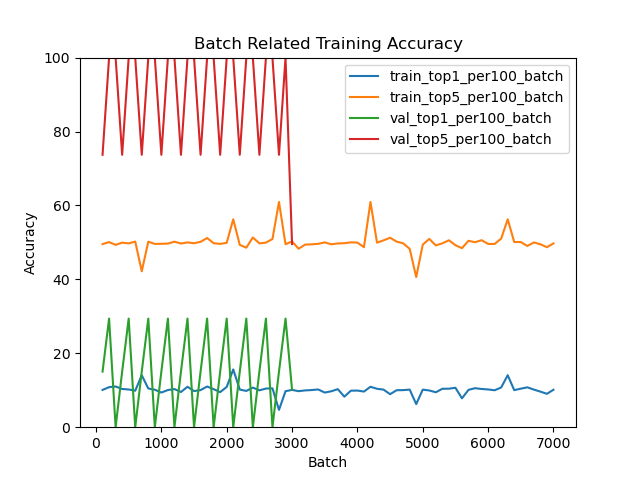 Batch Related Training Accuracy
100
80
60
40
20
0
Accuracy
train_top1_per100_batch
train_top5_per100_batch
val_top1_per100_batch
val_top5_per100_batch
0 1000 2000 3000 4000 5000 6000 7000
Batch